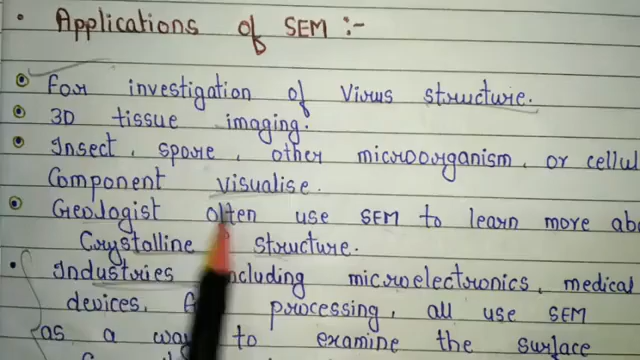 • Applications of SEM :-
For investigation of Virus structure.
3D tissue imaging.
Insect, spore, other microorganism, or cellul
Component visualise.
Geologist often use SEM to learn more abo
Crystalline structure.
• Industries including microelectronics, medical
devices, processing, all use SEM
as a way to examine the surface